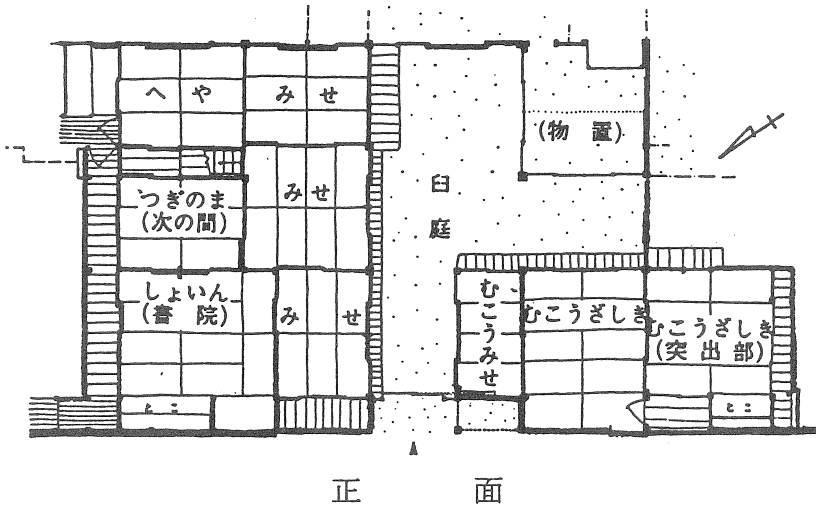 へや
みせ
(物置)
つぎのま
(次の間)
みせ
臼庭
しょいん
(書院)
みせ
むこうみせ
むこうざしき
むこうざしき
(突出部)
とこ
とこ
正面